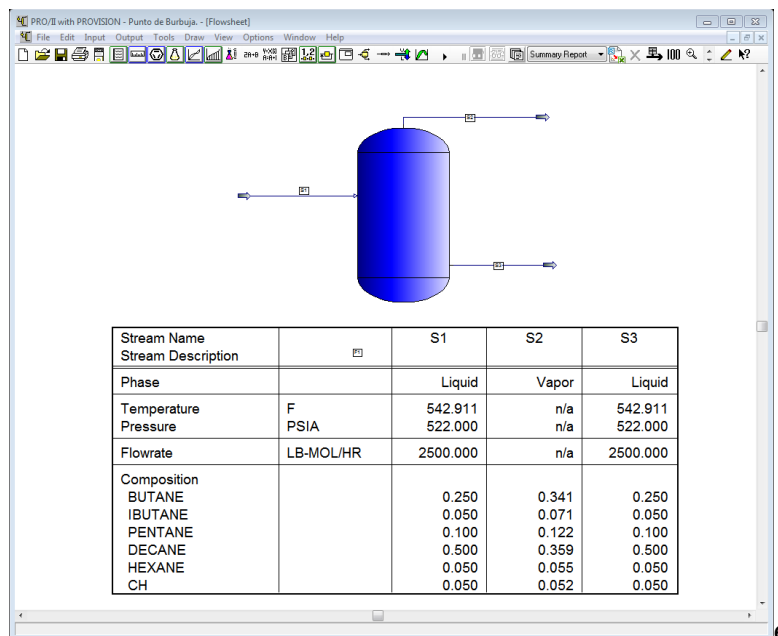 PRO/II with PROVISION - Punto de Burbuja. - [Flowsheet]
File Edit Input Output Tools Draw View Options Window Help
Summary Report
S2
S1
S3
Stream Name S1 S2 S3
Stream Description F1
Phase Liquid Vapor Liquid
Temperature F 542.911 n/a 542.911
Pressure PSIA 522.000 n/a 522.000
Flowrate LB-MOL/HR 2500.000 n/a 2500.000
Composition
BUTANE 0.250 0.341 0.250
IBUTANE 0.050 0.071 0.050
PENTANE 0.100 0.122 0.100
DECANE 0.500 0.359 0.500
HEXANE 0.050 0.055 0.050
CH 0.050 0.052 0.050